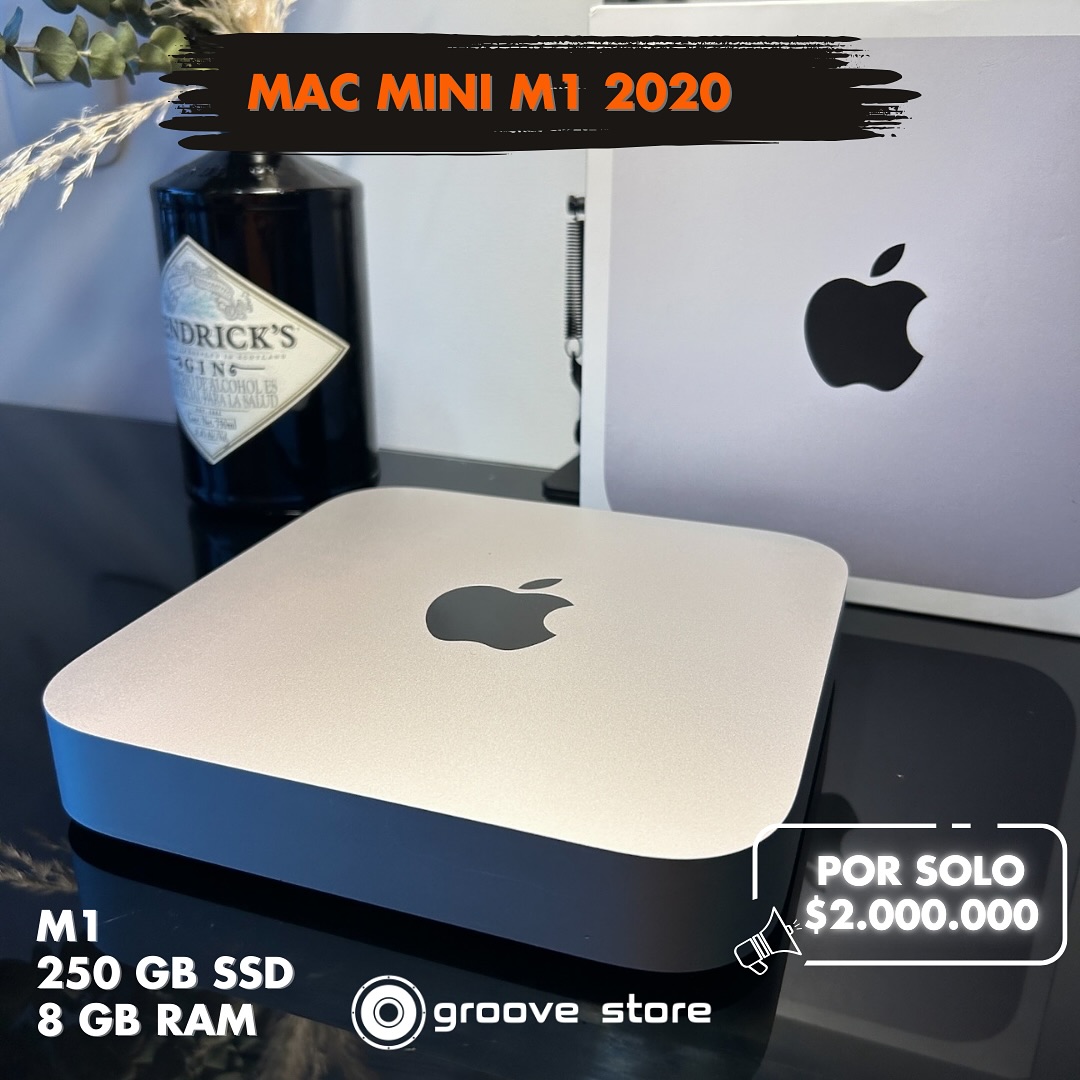 MAC MINI M1 2020
ENDRICK'S
GIN
DE ALCOHOL ES
PARA LA SALUD
POR SOLO
$2.000.000
M1
250 GB SSD
8 GB RAM
groove store